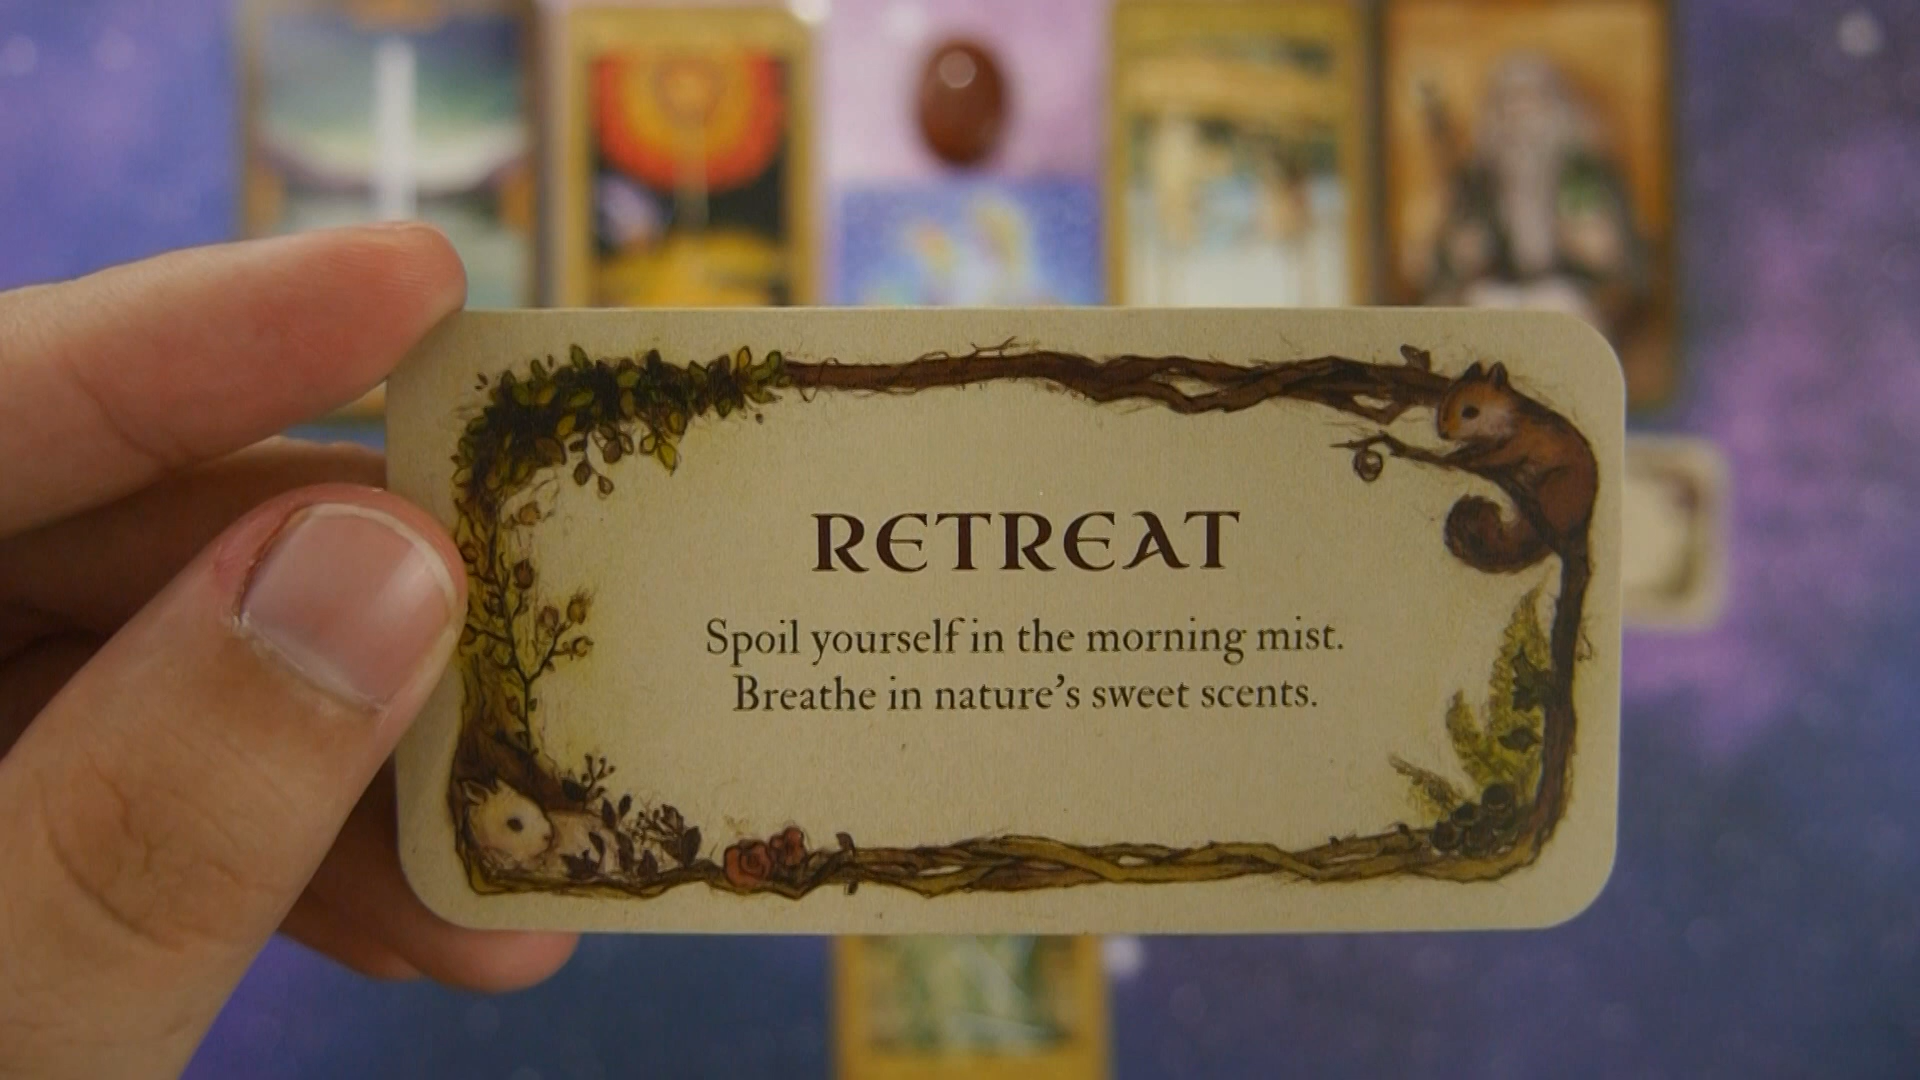 RETREAT
Spoil yourself in the morning mist.
Breathe in nature's sweet scents.